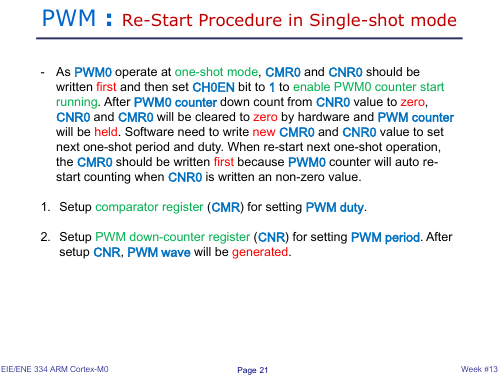 PWM : Re-Start Procedure in Single-shot mode
- As PWM0 operate at one-shot mode, CMR0 and CNR0 should be
written first and then set CH0EN bit to 1 to enable PWM0 counter start
running. After PWM0 counter down count from CNR0 value to zero,
CNR0 and CMR0 will be cleared to zero by hardware and PWM counter
will be held. Software need to write new CMR0 and CNR0 value to set
next one-shot period and duty. When re-start next one-shot operation,
the CMR0 should be written first because PWM0 counter will auto re-
start counting when CNR0 is written an non-zero value.
1. Setup comparator register (CMR) for setting PWM duty.
2. Setup PWM down-counter register (CNR) for setting PWM period. After
setup CNR, PWM wave will be generated.
EIE/ENE 334 ARM Cortex-M0 Page 21 Week #13